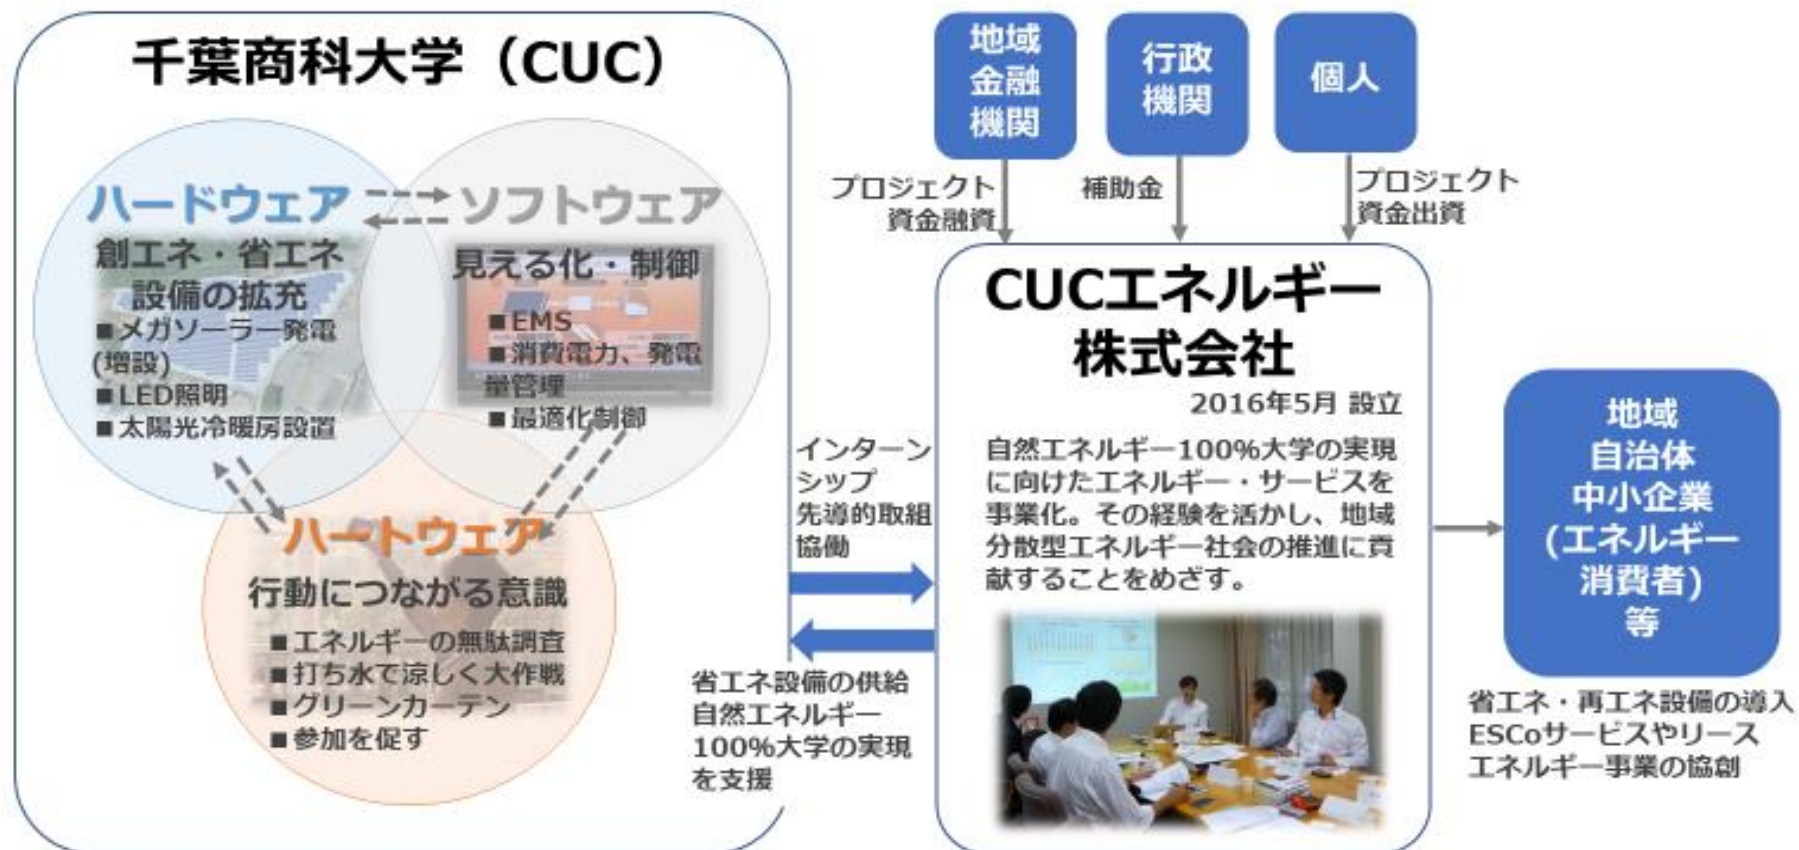 千葉商科大学（CUC）
ハードウェア
創エネ・省エネ
設備の拡充
■メガソーラー発電
(増設)
■LED照明
■太陽光冷暖房設置
ソフトウェア
見える化・制御
■EMS
■消費電力、発電
量管理
■最適化制御
ハートウェア
行動につながる意識
■エネルギーの無駄調査
■打ち水で涼しく大作戦
■グリーンカーテン
■参加を促す
インターン
シップ
先導的取組
協働
省エネ設備の供給
自然エネルギー
100%大学の実現
を支援
地域
金融
機関
行政
機関
個人
プロジェクト
資金融資
補助金
プロジェクト
資金出資
CUCエネルギー
株式会社
2016年5月 設立
自然エネルギー100%大学の実現
に向けたエネルギー・サービスを
事業化。その経験を活かし、地域
分散型エネルギー社会の推進に貢
献することをめざす。
地域
自治体
中小企業
(エネルギー
消費者)
等
省エネ・再エネ設備の導入
ESCoサービスやリース
エネルギー事業の協創